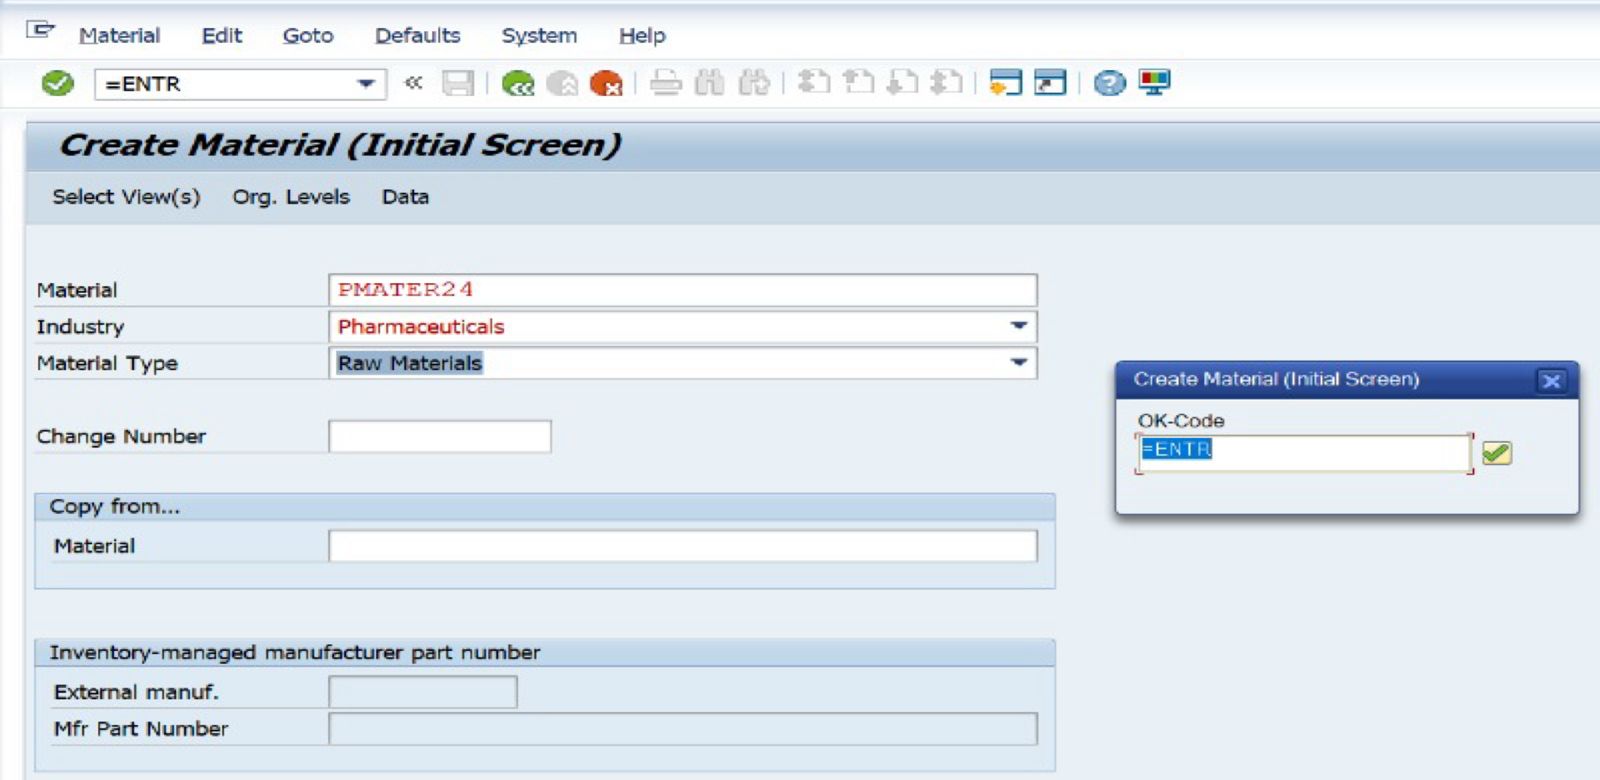 Material Edit Goto Defaults System Help
=ENTR
Create Material (Initial Screen)
Select View(s) Org. Levels Data
Material PMATER24
Industry Pharmaceuticals
Material Type Raw Materials
Change Number
Copy from...
Material
Inventory-managed manufacturer part number
External manuf.
Mfr Part Number
Create Material (Initial Screen)
OK-Code
=ENTR